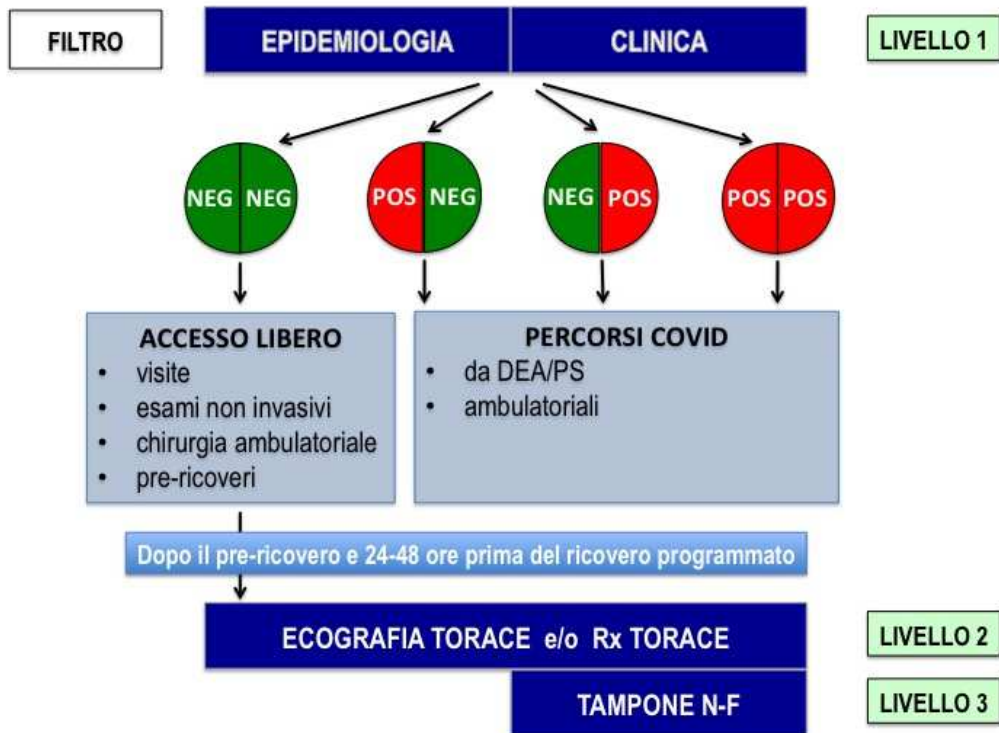 FILTRO
EPIDEMIOLOGIA
CLINICA
LIVELLO 1
NEG NEG
POS NEG
NEG POS
POS POS
ACCESSO LIBERO
• visite
• esami non invasivi
• chirurgia ambulatoriale
• pre-ricoveri
PERCORSI COVID
• da DEA/PS
• ambulatoriali
Dopo il pre-ricovero e 24-48 ore prima del ricovero programmato
ECOGRAFIA TORACE e/o Rx TORACE
LIVELLO 2
TAMPONE N-F
LIVELLO 3